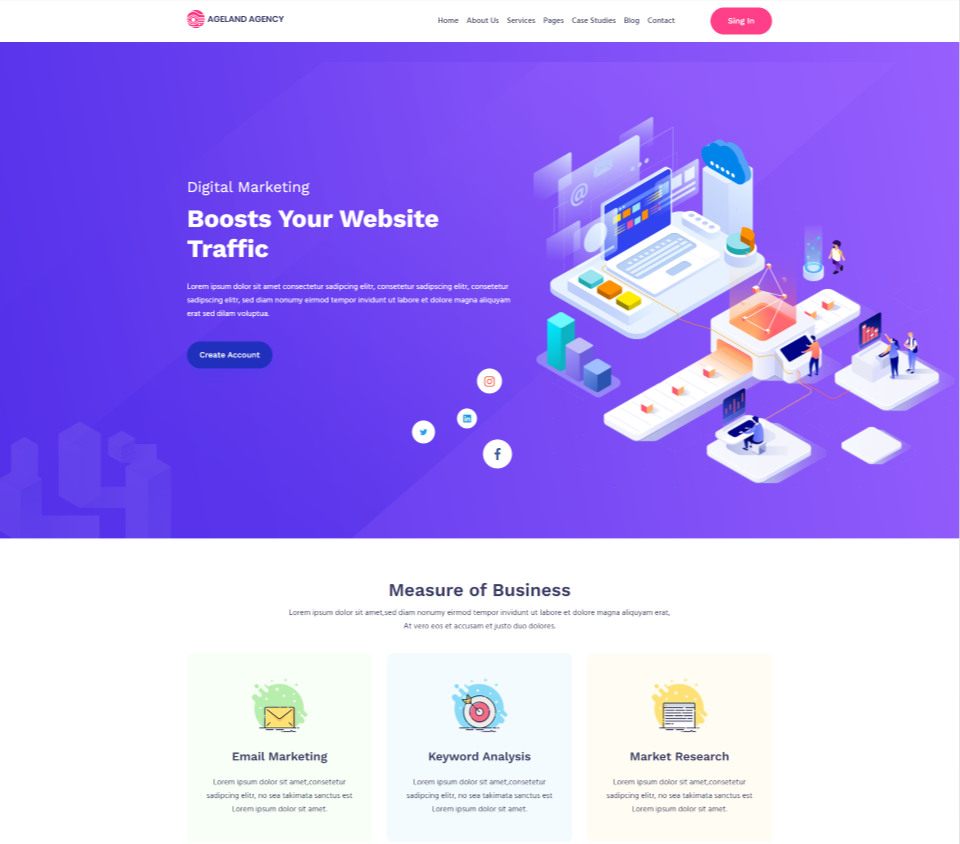 AGELAND AGENCY
Home About Us Services Pages Case Studies Blog Contact
Sing In
Digital Marketing
Boosts Your Website
Traffic
Lorem ipsum dolor sit amet consectetur sadipcing elitr, consetetur sadipscing elitr, consetetur
sadipscing elitr, sed diam nonumy eirmod tempor invidunt ut labore et dolore magna aliquyam
erat sed dilam voluptua.
Create Account
@
Measure of Business
Lorem ipsum dolor sit amet,sed diam nonumy eirmod tempor invidunt ut labore et dolore magna aliquyam erat,
At vero eos et accusam et justo duo dolores.
Email Marketing
Lorem ipsum dolor sit amet,consetetur
sadipcing elitr, no sea takimata sanctus est
Lorem ipsum dolor sit amet.
Keyword Analysis
Lorem ipsum dolor sit amet,consetetur
sadipcing elitr, no sea takimata sanctus est
Lorem ipsum dolor sit amet.
Market Research
Lorem ipsum dolor sit amet,consetetur
sadipcing elitr, no sea takimata sanctus est
Lorem ipsum dolor sit amet.